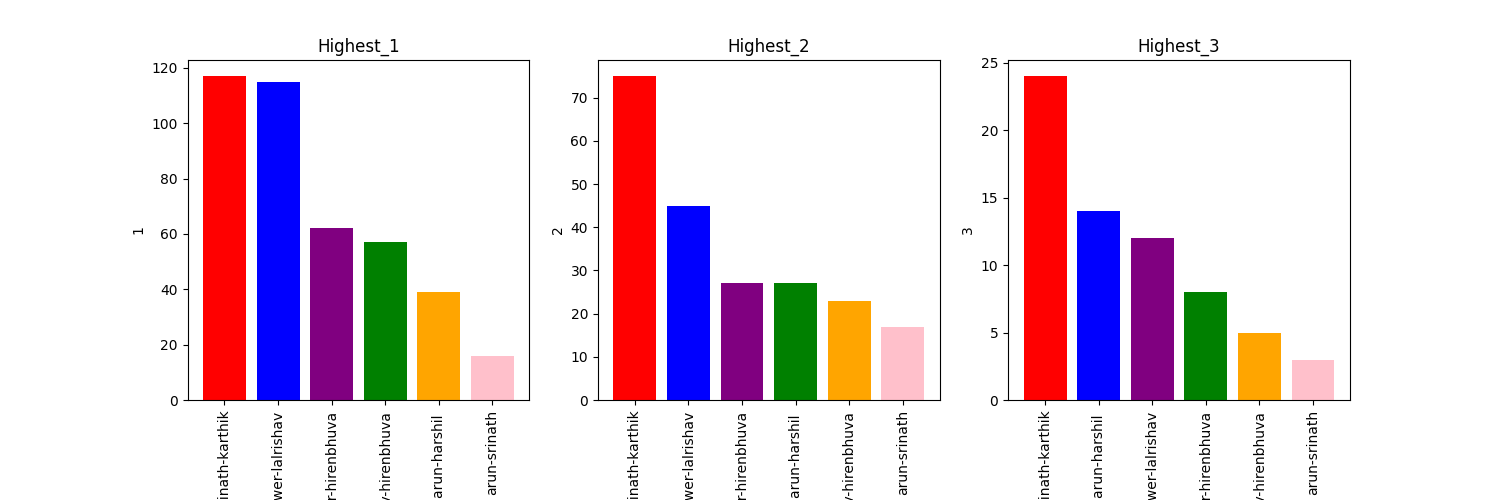 Highest_1
120
100
80
60
40
20
0
1
inath-karthik
wer-lalrishav
r-hirenbhuva
y-hirenbhuva
arun-harshil
arun-srinath
Highest_2
70
60
50
40
30
20
10
0
2
inath-karthik
wer-lalrishav
r-hirenbhuva
arun-harshil
y-hirenbhuva
arun-srinath
Highest_3
25
20
15
10
5
0
3
inath-karthik
arun-harshil
wer-lalrishav
r-hirenbhuva
y-hirenbhuva
arun-srinath